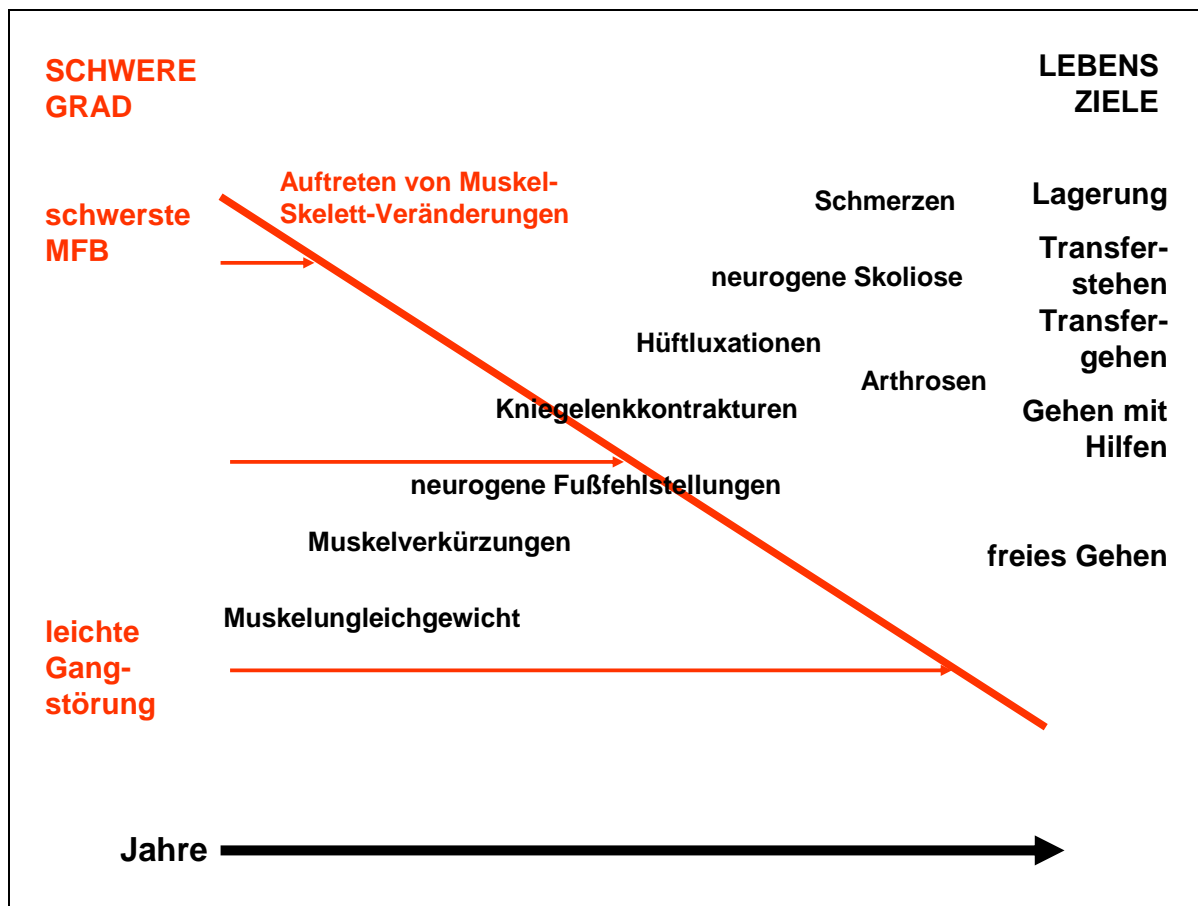 SCHWERE
GRAD
LEBENS
ZIELE
schwerste
MFB
Auftreten von Muskel-
Skelett-Veränderungen
Schmerzen
Lagerung
neurogene Skoliose
Transfer-
stehen
Hüftluxationen
Transfer-
gehen
Arthrosen
Kniegelenkkontrakturen
Gehen mit
Hilfen
neurogene Fußfehlstellungen
Muskelverkürzungen
freies Gehen
Muskelungleichgewicht
leichte
Gang-
störung
Jahre